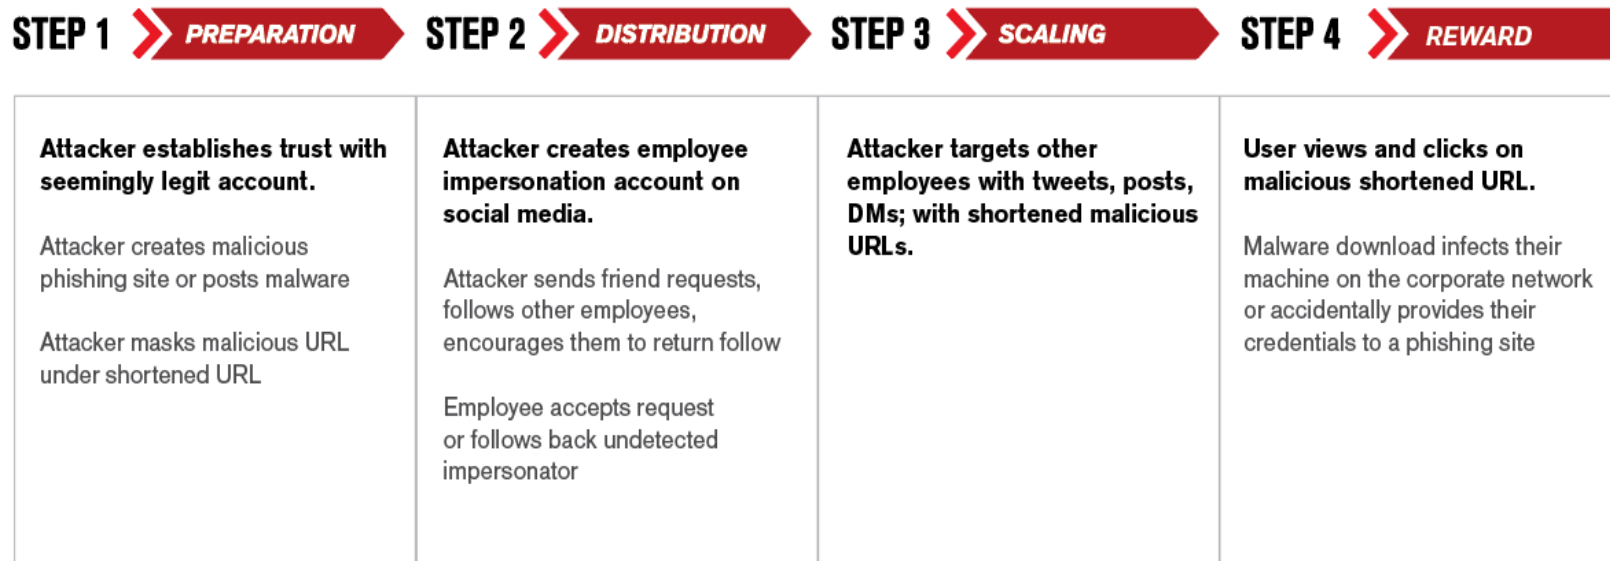 STEP 1 PREPARATION STEP 2 DISTRIBUTION STEP 3 SCALING STEP 4 REWARD
Attacker establishes trust with
seemingly legit account.
Attacker creates malicious
phishing site or posts malware
Attacker masks malicious URL
under shortened URL
Attacker creates employee
impersonation account on
social media.
Attacker sends friend requests,
follows other employees,
encourages them to return follow
Employee accepts request
or follows back undetected
impersonator
Attacker targets other
employees with tweets, posts,
DMs; with shortened malicious
URLs.
User views and clicks on
malicious shortened URL.
Malware download infects their
machine on the corporate network
or accidentally provides their
credentials to a phishing site